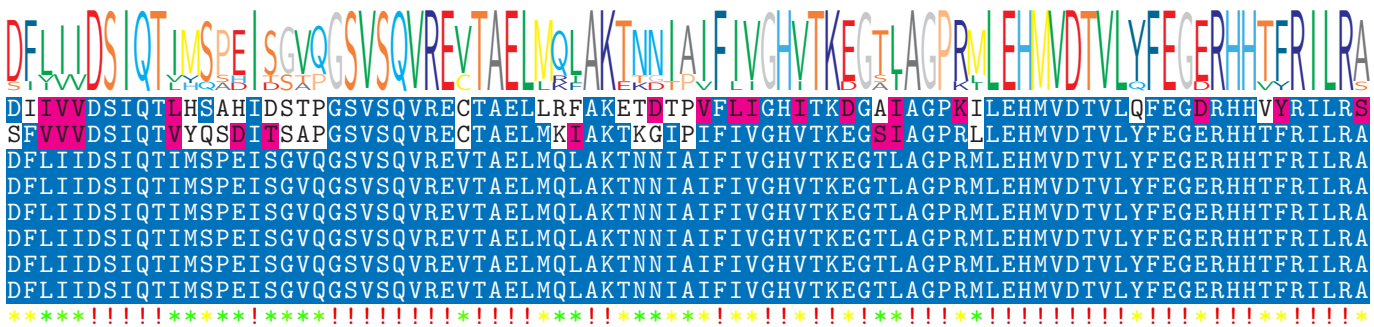 DFLIIDSIQTIMSPEISGVQGSVSQVREVTAELMQLAKTNNIAIFIVGHVTKEGTLAGPRMLEHMVDTVLYFEGERHHTFRILRA
DIIVVDSIQTLHSAHIDSTPGSVSQVRECTAELLRFAKETDTPVFLIGHITKDGAIAGPKILEHMVDTVLQFEGDRHHVYRILRS
SFVVVDSIQTVYQSDITSAPGSVSQVRECTAELMKIAKTKGIPIFIVGHVTKEGSIAGPRLLEHMVDTVLYFEGERHHTFRILRA
DFLIIDSIQTIMSPEISGVQGSVSQVREVTAELMQLAKTNNIAIFIVGHVTKEGTLAGPRMLEHMVDTVLYFEGERHHTFRILRA
DFLIIDSIQTIMSPEISGVQGSVSQVREVTAELMQLAKTNNIAIFIVGHVTKEGTLAGPRMLEHMVDTVLYFEGERHHTFRILRA
DFLIIDSIQTIMSPEISGVQGSVSQVREVTAELMQLAKTNNIAIFIVGHVTKEGTLAGPRMLEHMVDTVLYFEGERHHTFRILRA
DFLIIDSIQTIMSPEISGVQGSVSQVREVTAELMQLAKTNNIAIFIVGHVTKEGTLAGPRMLEHMVDTVLYFEGERHHTFRILRA
DFLIIDSIQTIMSPEISGVQGSVSQVREVTAELMQLAKTNNIAIFIVGHVTKEGTLAGPRMLEHMVDTVLYFEGERHHTFRILRA
DFLIIDSIQTIMSPEISGVQGSVSQVREVTAELMQLAKTNNIAIFIVGHVTKEGTLAGPRMLEHMVDTVLYFEGERHHTFRILRA
*****!!!!!*****!****!!!!!!!!*!!!!***!!******!**!!*!!*!**!!!**!!!!!!!!!*!!!*!!!**!!!!*